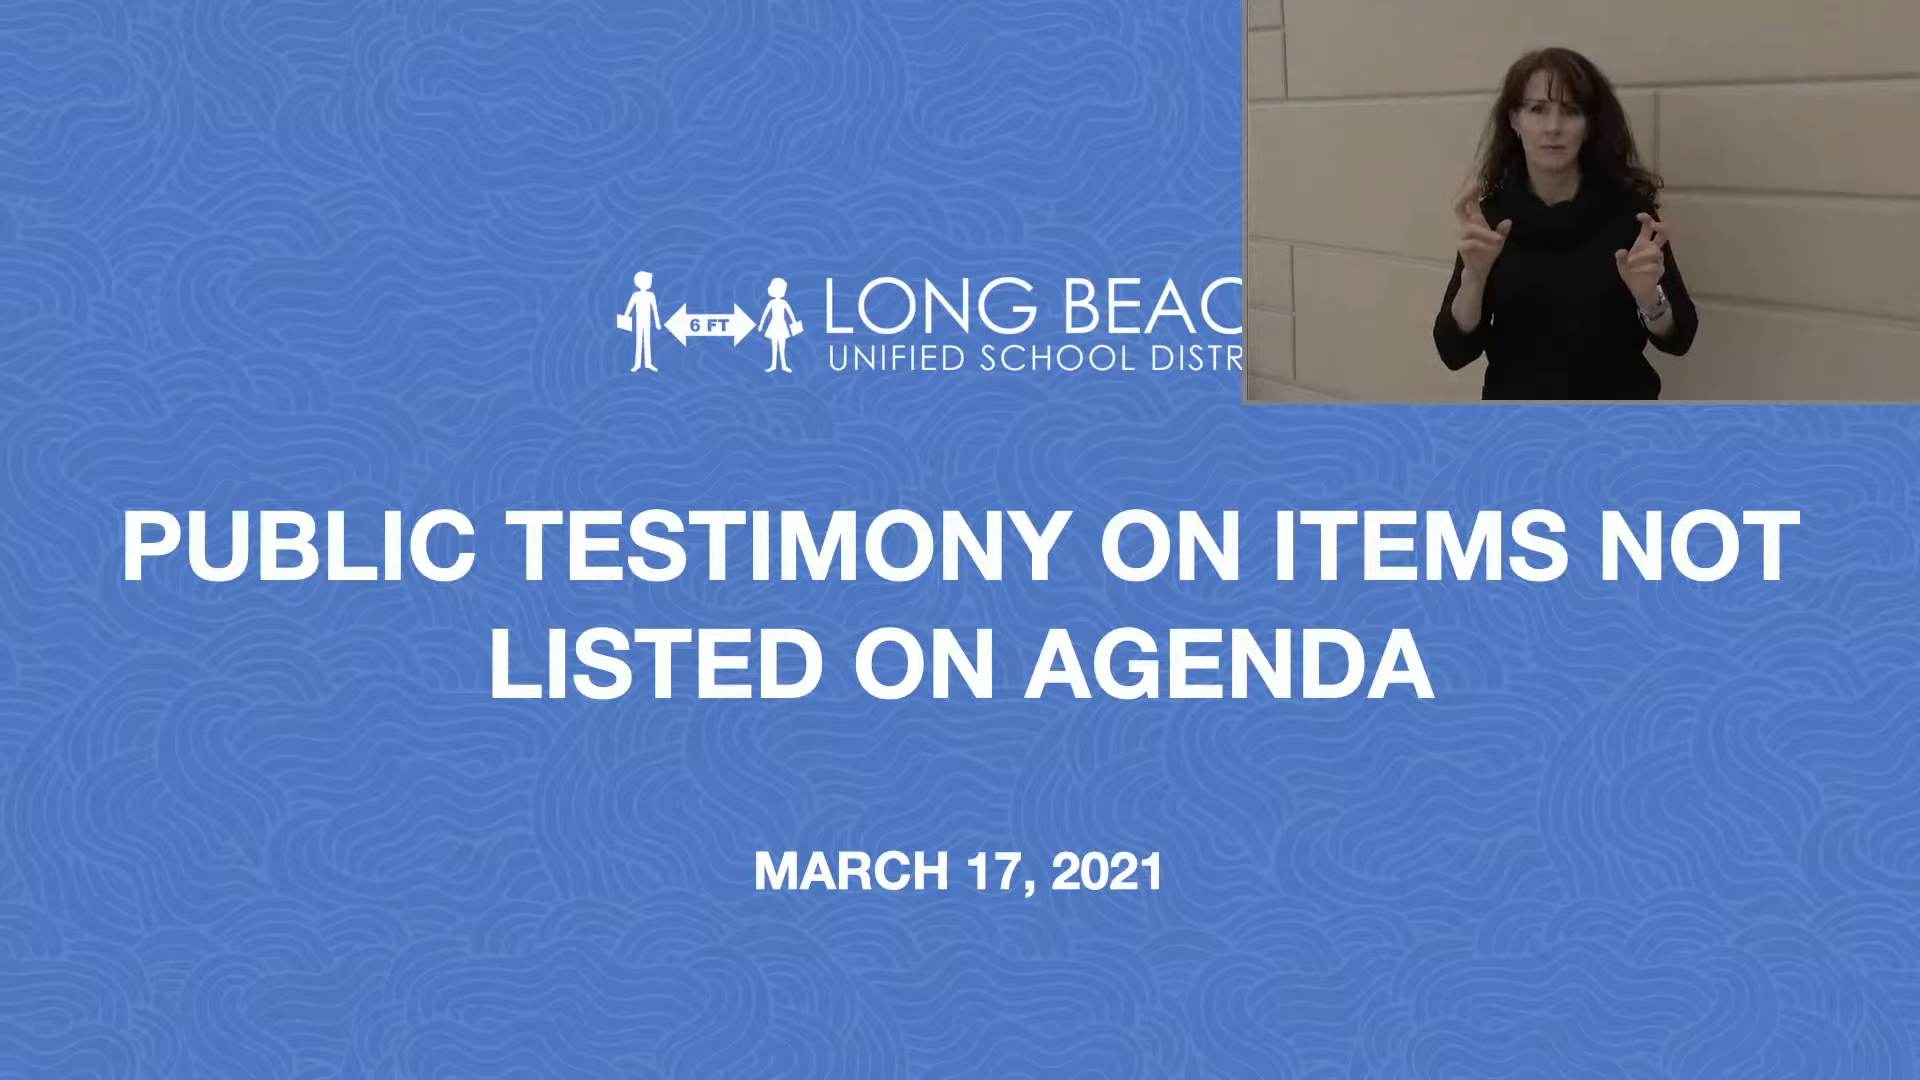 6 FT
LONG BEAC
UNIFIED SCHOOL DISTR
PUBLIC TESTIMONY ON ITEMS NOT
LISTED ON AGENDA
MARCH 17, 2021